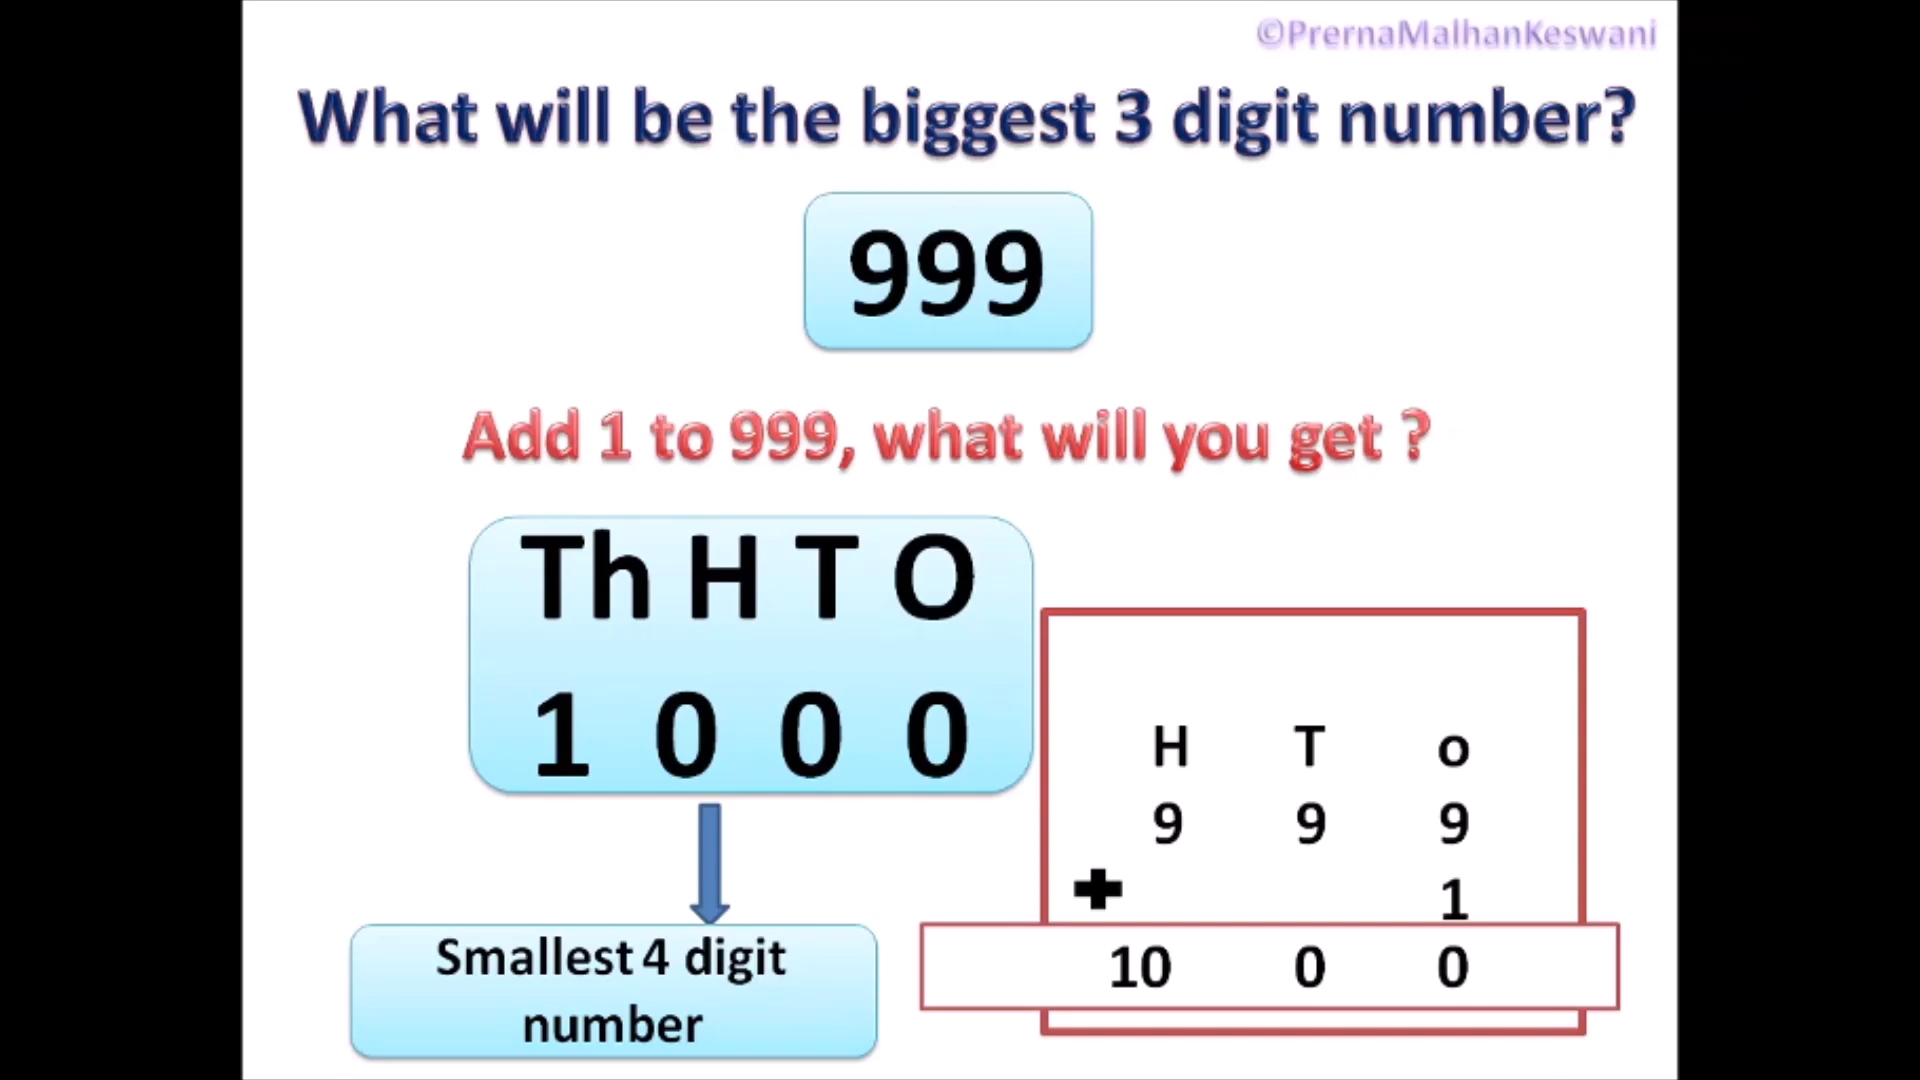 ©PrernaMalhanKeswani
What will be the biggest 3 digit number?
999
Add 1 to 999, what will you get ?
Th H T O
1 0 0 0
Smallest 4 digit
number
H T o
9 9 9
+ 1
10 0 0